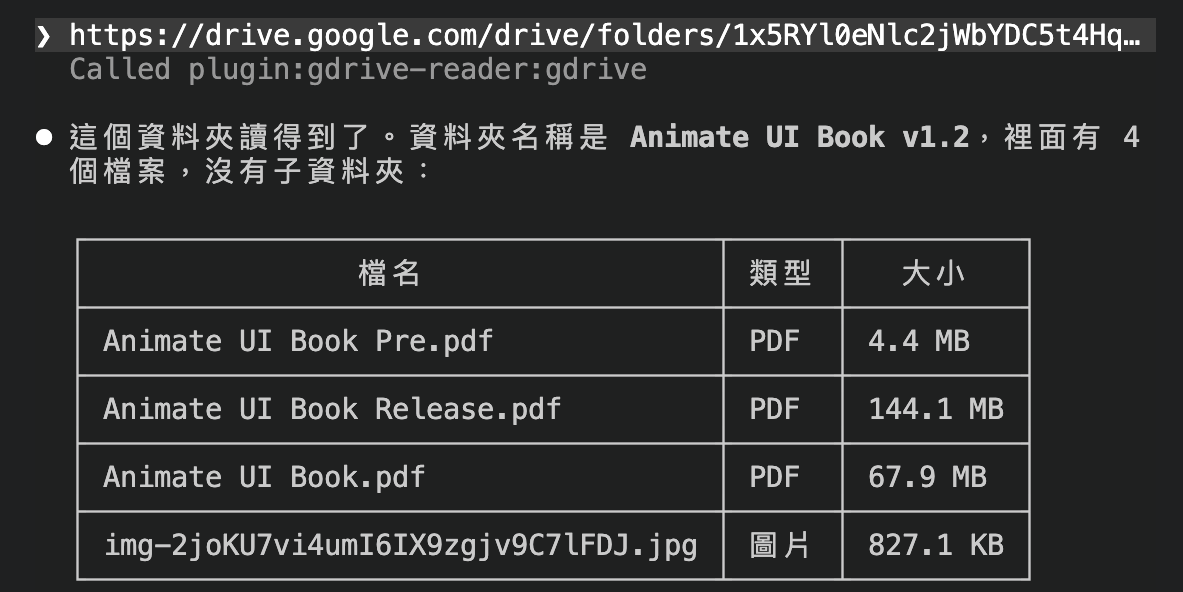 ❯ https://drive.google.com/drive/folders/1x5RYl0eNlc2jWbYDC5t4Hq…
Called plugin:gdrive-reader:gdrive
● 這個資料夾讀得到了。資料夾名稱是 Animate UI Book v1.2，裡面有 4
個檔案，沒有子資料夾：
檔名 類型 大小
Animate UI Book Pre.pdf PDF 4.4 MB
Animate UI Book Release.pdf PDF 144.1 MB
Animate UI Book.pdf PDF 67.9 MB
img-2joKU7vi4umI6IX9zgjv9C7lFDJ.jpg 圖片 827.1 KB